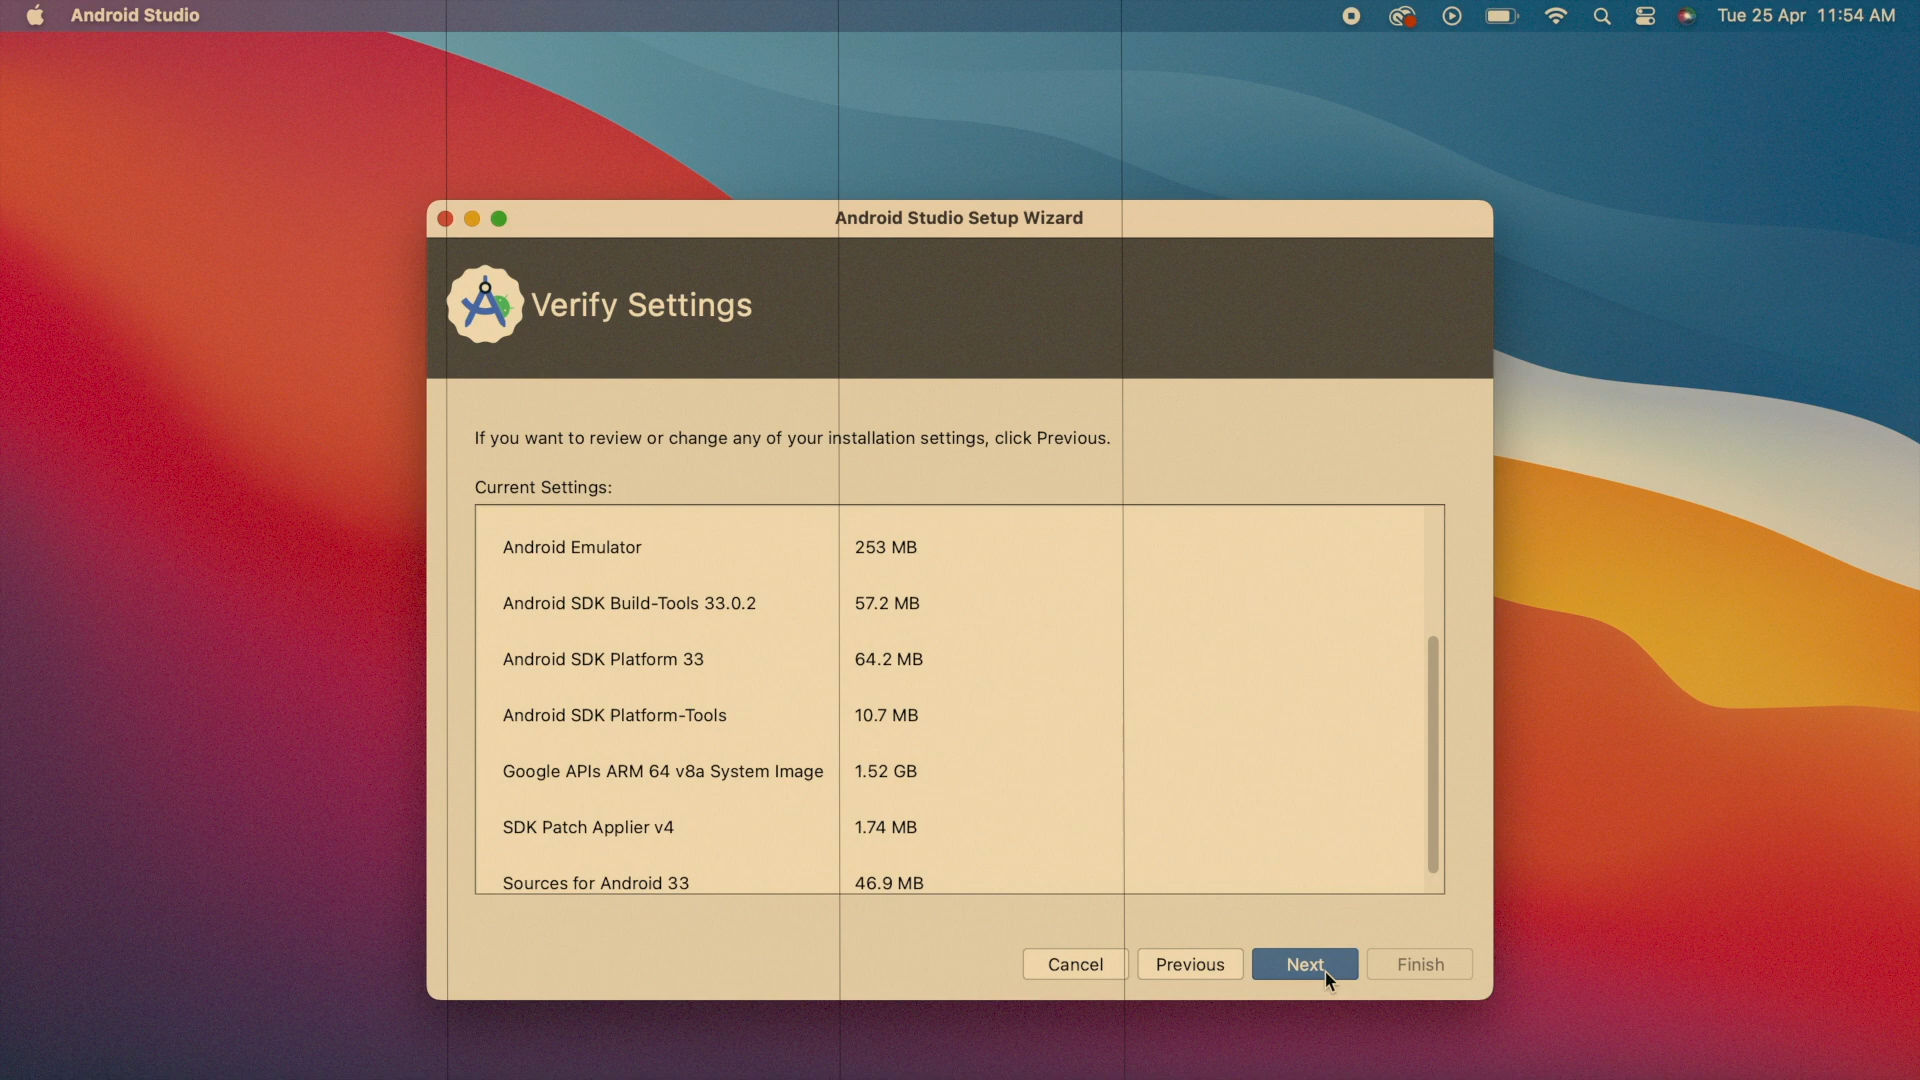 Android Studio
Tue 25 Apr 11:54 AM
Android Studio Setup Wizard
Verify Settings
If you want to review or change any of your installation settings, click Previous.
Current Settings:
Android Emulator 253 MB
Android SDK Build-Tools 33.0.2 57.2 MB
Android SDK Platform 33 64.2 MB
Android SDK Platform-Tools 10.7 MB
Google APIs ARM 64 v8a System Image 1.52 GB
SDK Patch Applier v4 1.74 MB
Sources for Android 33 46.9 MB
Cancel Previous Next Finish